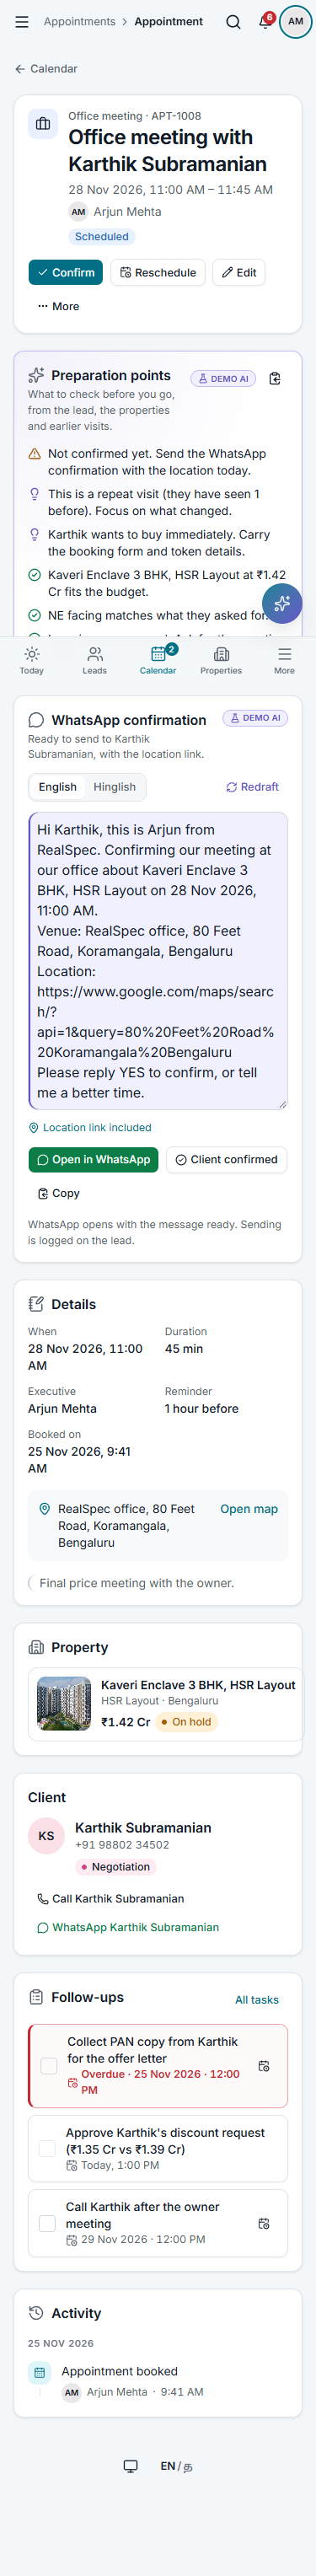 Appointments > Appointment
6
AM
← Calendar
Office meeting · APT-1008
Office meeting with
Karthik Subramanian
28 Nov 2026, 11:00 AM – 11:45 AM
AM Arjun Mehta
Scheduled
Confirm
Reschedule
Edit
More
Preparation points
DEMO AI
What to check before you go,
from the lead, the properties
and earlier visits.
Not confirmed yet. Send the WhatsApp
confirmation with the location today.
This is a repeat visit (they have seen 1
before). Focus on what changed.
Karthik wants to buy immediately. Carry
the booking form and token details.
Kaveri Enclave 3 BHK, HSR Layout at ₹1.42
Cr fits the budget.
NE facing matches what they asked for.
2
Today
Leads
Calendar
Properties
More
WhatsApp confirmation
DEMO AI
Ready to send to Karthik
Subramanian, with the location link.
English
Hinglish
Redraft
Hi Karthik, this is Arjun from
RealSpec. Confirming our meeting at
our office about Kaveri Enclave 3
BHK, HSR Layout on 28 Nov 2026,
11:00 AM.
Venue: RealSpec office, 80 Feet
Road, Koramangala, Bengaluru
Location:
https://www.google.com/maps/searc
h/?
api=1&query=80%20Feet%20Road%
20Koramangala%20Bengaluru
Please reply YES to confirm, or tell
me a better time.
Location link included
Open in WhatsApp
Client confirmed
Copy
WhatsApp opens with the message ready. Sending
is logged on the lead.
Details
When
Duration
28 Nov 2026, 11:00
AM
45 min
Executive
Reminder
Arjun Mehta
1 hour before
Booked on
25 Nov 2026, 9:41
AM
RealSpec office, 80 Feet
Road, Koramangala,
Bengaluru
Open map
Final price meeting with the owner.
Property
Kaveri Enclave 3 BHK, HSR Layout
HSR Layout · Bengaluru
₹1.42 Cr
On hold
Client
KS
Karthik Subramanian
+91 98802 34502
Negotiation
Call Karthik Subramanian
WhatsApp Karthik Subramanian
Follow-ups
All tasks
Collect PAN copy from Karthik
for the offer letter
Overdue · 25 Nov 2026 · 12:00
PM
Approve Karthik's discount request
(₹1.35 Cr vs ₹1.39 Cr)
Today, 1:00 PM
Call Karthik after the owner
meeting
29 Nov 2026 · 12:00 PM
Activity
25 NOV 2026
Appointment booked
AM Arjun Mehta · 9:41 AM
EN / த